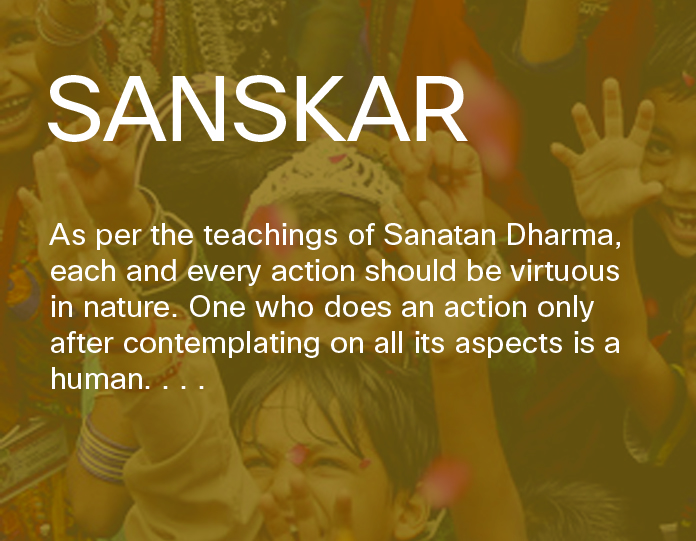 SANSKAR
As per the teachings of Sanatan Dharma,
each and every action should be virtuous
in nature. One who does an action only
after contemplating on all its aspects is a
human. . . .